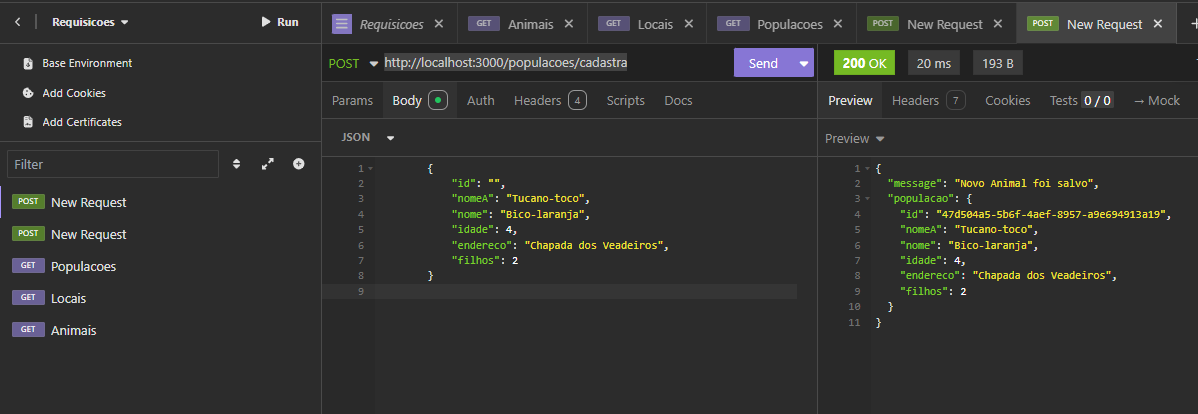 Requisicoes
Run
Base Environment
Add Cookies
Add Certificates
Filter
POST New Request
POST New Request
GET Populacoes
GET Locais
GET Animais
Requisicoes
GET Animais
GET Locais
GET Populacoes
POST New Request
POST New Request
POST http://localhost:3000/populacoes/cadastra Send
Params Body Auth Headers 4 Scripts Docs
JSON
1 {
2 "id": "",
3 "nomeA": "Tucano-toco",
4 "nome": "Bico-laranja",
5 "idade": 4,
6 "endereco": "Chapada dos Veadeiros",
7 "filhos": 2
8 }
9
200 OK 20 ms 193 B
Preview Headers 7 Cookies Tests 0 / 0 → Mock
Preview
1 {
2 "message": "Novo Animal foi salvo",
3 "populacao": {
4 "id": "47d504a5-5b6f-4aef-8957-a9e694913a19",
5 "nomeA": "Tucano-toco",
6 "nome": "Bico-laranja",
7 "idade": 4,
8 "endereco": "Chapada dos Veadeiros",
9 "filhos": 2
10 }
11 }